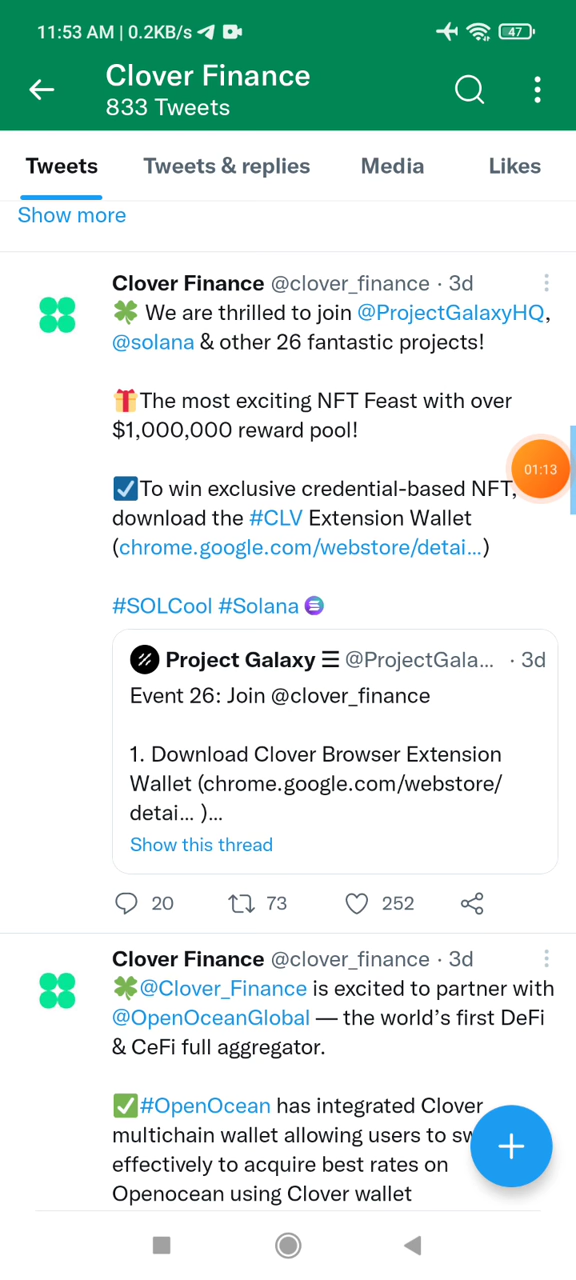 11:53 AM | 0.2KB/s
47
Clover Finance
833 Tweets
Tweets
Tweets & replies
Media
Likes
Show more
Clover Finance @clover_finance · 3d
🍀 We are thrilled to join @ProjectGalaxyHQ,
@solana & other 26 fantastic projects!
🎁The most exciting NFT Feast with over
$1,000,000 reward pool!
01:13
☑️To win exclusive credential-based NFT,
download the #CLV Extension Wallet
(chrome.google.com/webstore/detai...)
#SOLCool #Solana
Project Galaxy ☰ @ProjectGala... · 3d
Event 26: Join @clover_finance
1. Download Clover Browser Extension
Wallet (chrome.google.com/webstore/
detai... )...
Show this thread
20
73
252
Clover Finance @clover_finance · 3d
🍀@Clover_Finance is excited to partner with
@OpenOceanGlobal — the world's first DeFi
& CeFi full aggregator.
✅#OpenOcean has integrated Clover
multichain wallet allowing users to
effectively to acquire best rates on
Openocean using Clover wallet